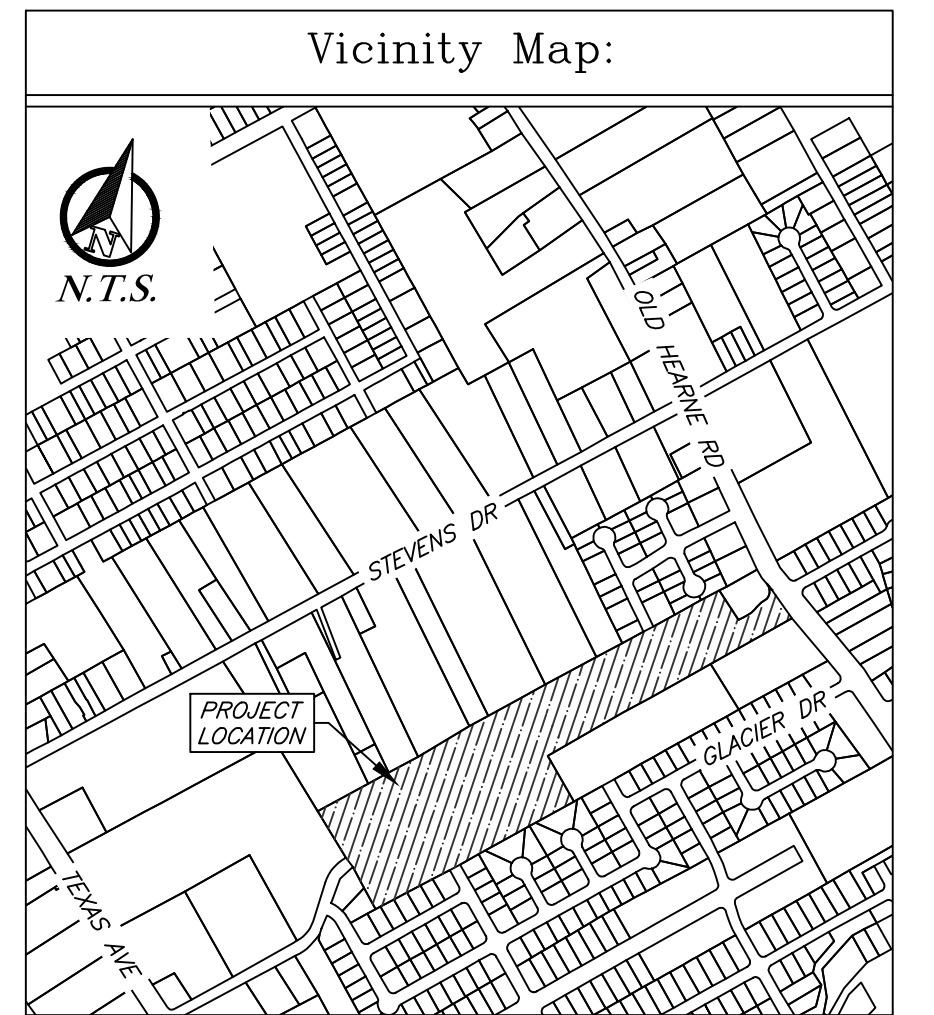 Vicinity Map:
N
N.T.S.
OLD HEARNE RD
STEVENS DR
PROJECT
LOCATION
GLACIER DR
TEXAS AVE